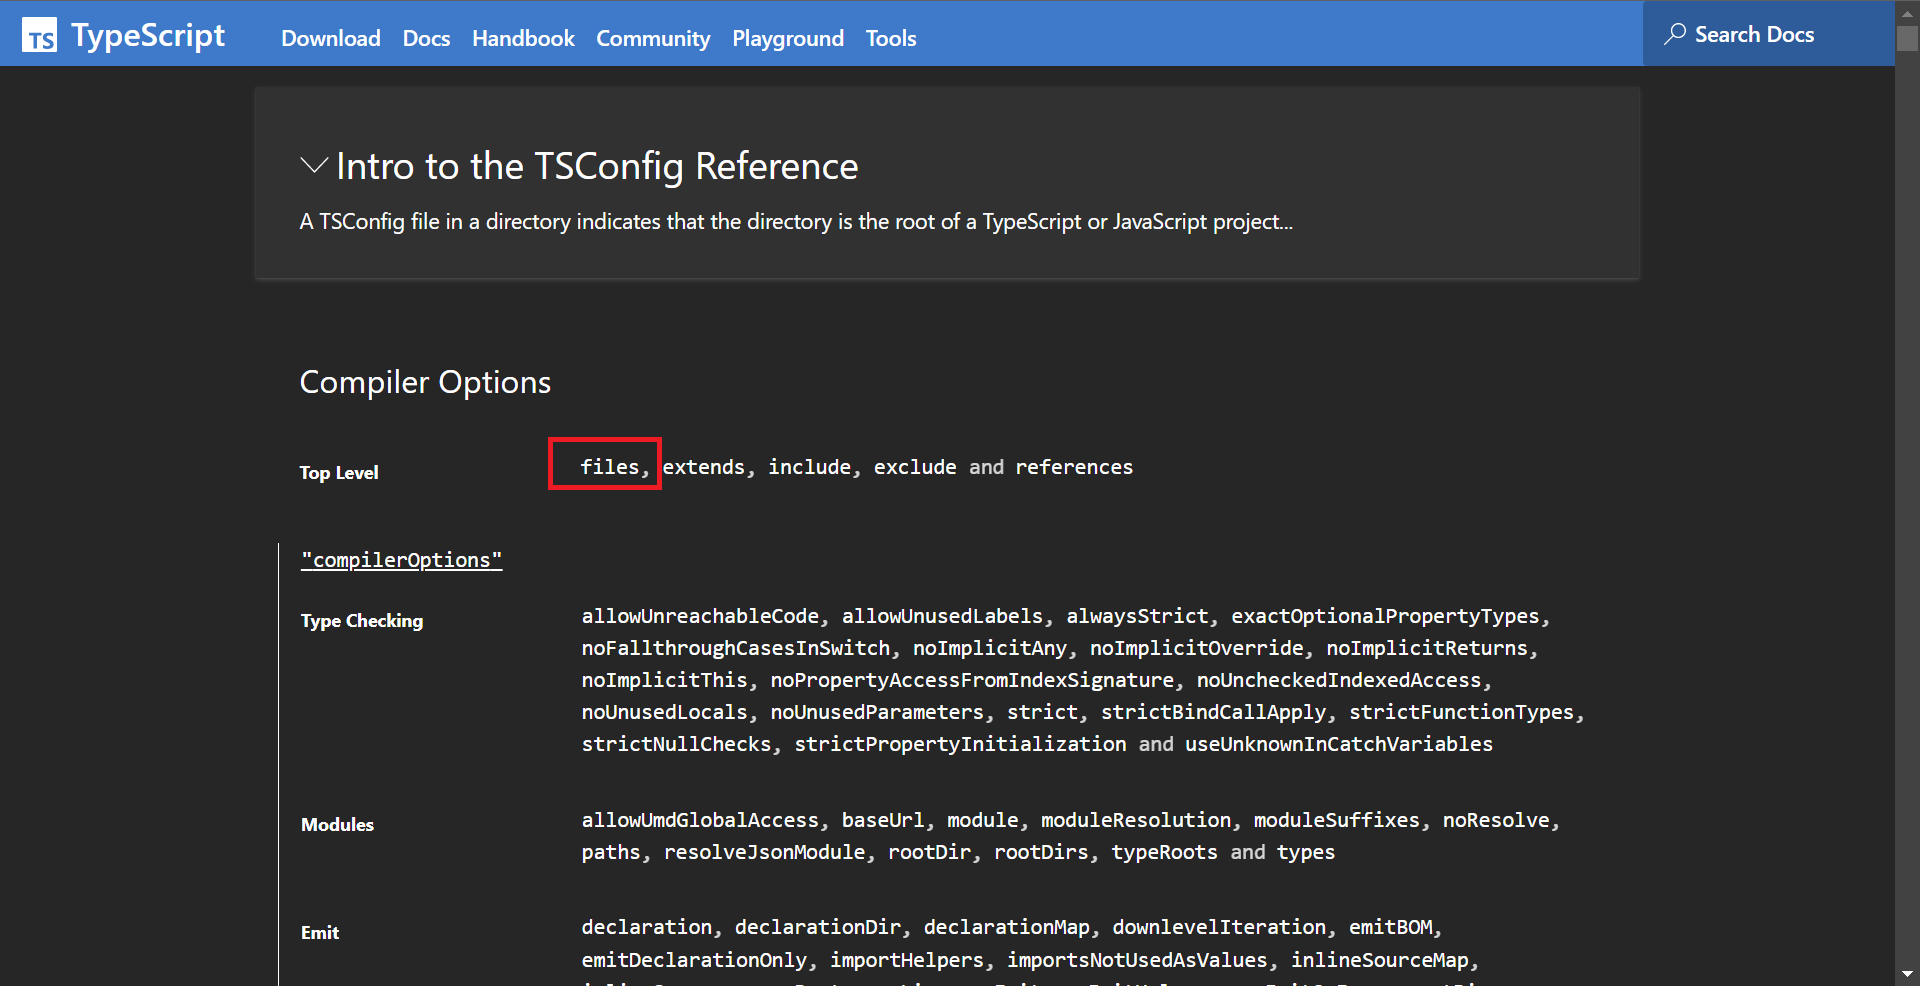 TS TypeScript Download Docs Handbook Community Playground Tools Search Docs
Intro to the TSConfig Reference
A TSConfig file in a directory indicates that the directory is the root of a TypeScript or JavaScript project...
Compiler Options
Top Level
files, extends, include, exclude and references
"compilerOptions"
Type Checking
allowUnreachableCode, allowUnusedLabels, alwaysStrict, exactOptionalPropertyTypes,
noFallthroughCasesInSwitch, noImplicitAny, noImplicitOverride, noImplicitReturns,
noImplicitThis, noPropertyAccessFromIndexSignature, noUncheckedIndexedAccess,
noUnusedLocals, noUnusedParameters, strict, strictBindCallApply, strictFunctionTypes,
strictNullChecks, strictPropertyInitialization and useUnknownInCatchVariables
Modules
allowUmdGlobalAccess, baseUrl, module, moduleResolution, moduleSuffixes, noResolve,
paths, resolveJsonModule, rootDir, rootDirs, typeRoots and types
Emit
declaration, declarationDir, declarationMap, downlevelIteration, emitBOM,
emitDeclarationOnly, importHelpers, importsNotUsedAsValues, inlineSourceMap,